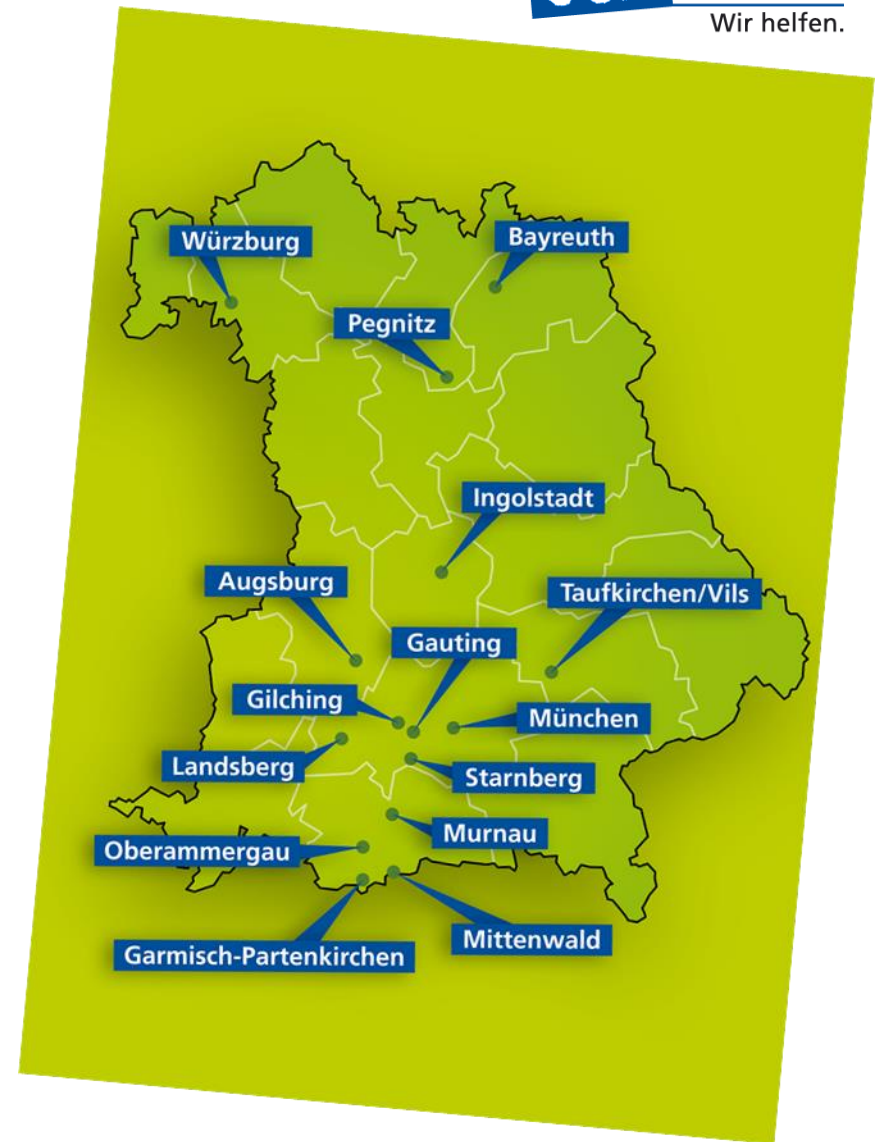 Wir helfen.
Würzburg
Bayreuth
Pegnitz
Ingolstadt
Augsburg
Taufkirchen/Vils
Gauting
Gilching
München
Landsberg
Starnberg
Murnau
Oberammergau
Mittenwald
Garmisch-Partenkirchen